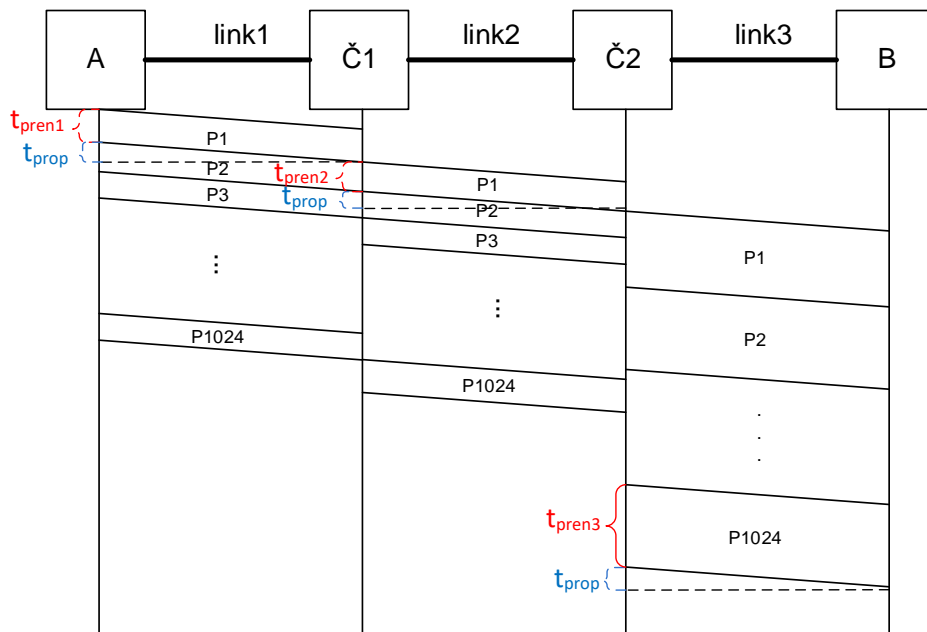 link1 link2 link3
A Č1 Č2 B
tpren1
P1
tprop
P2
tpren2
P1
P3
tprop
P2
P3
P1
⋮
⋮
P1024
P2
P1024
.
.
.
tpren3
P1024
tprop